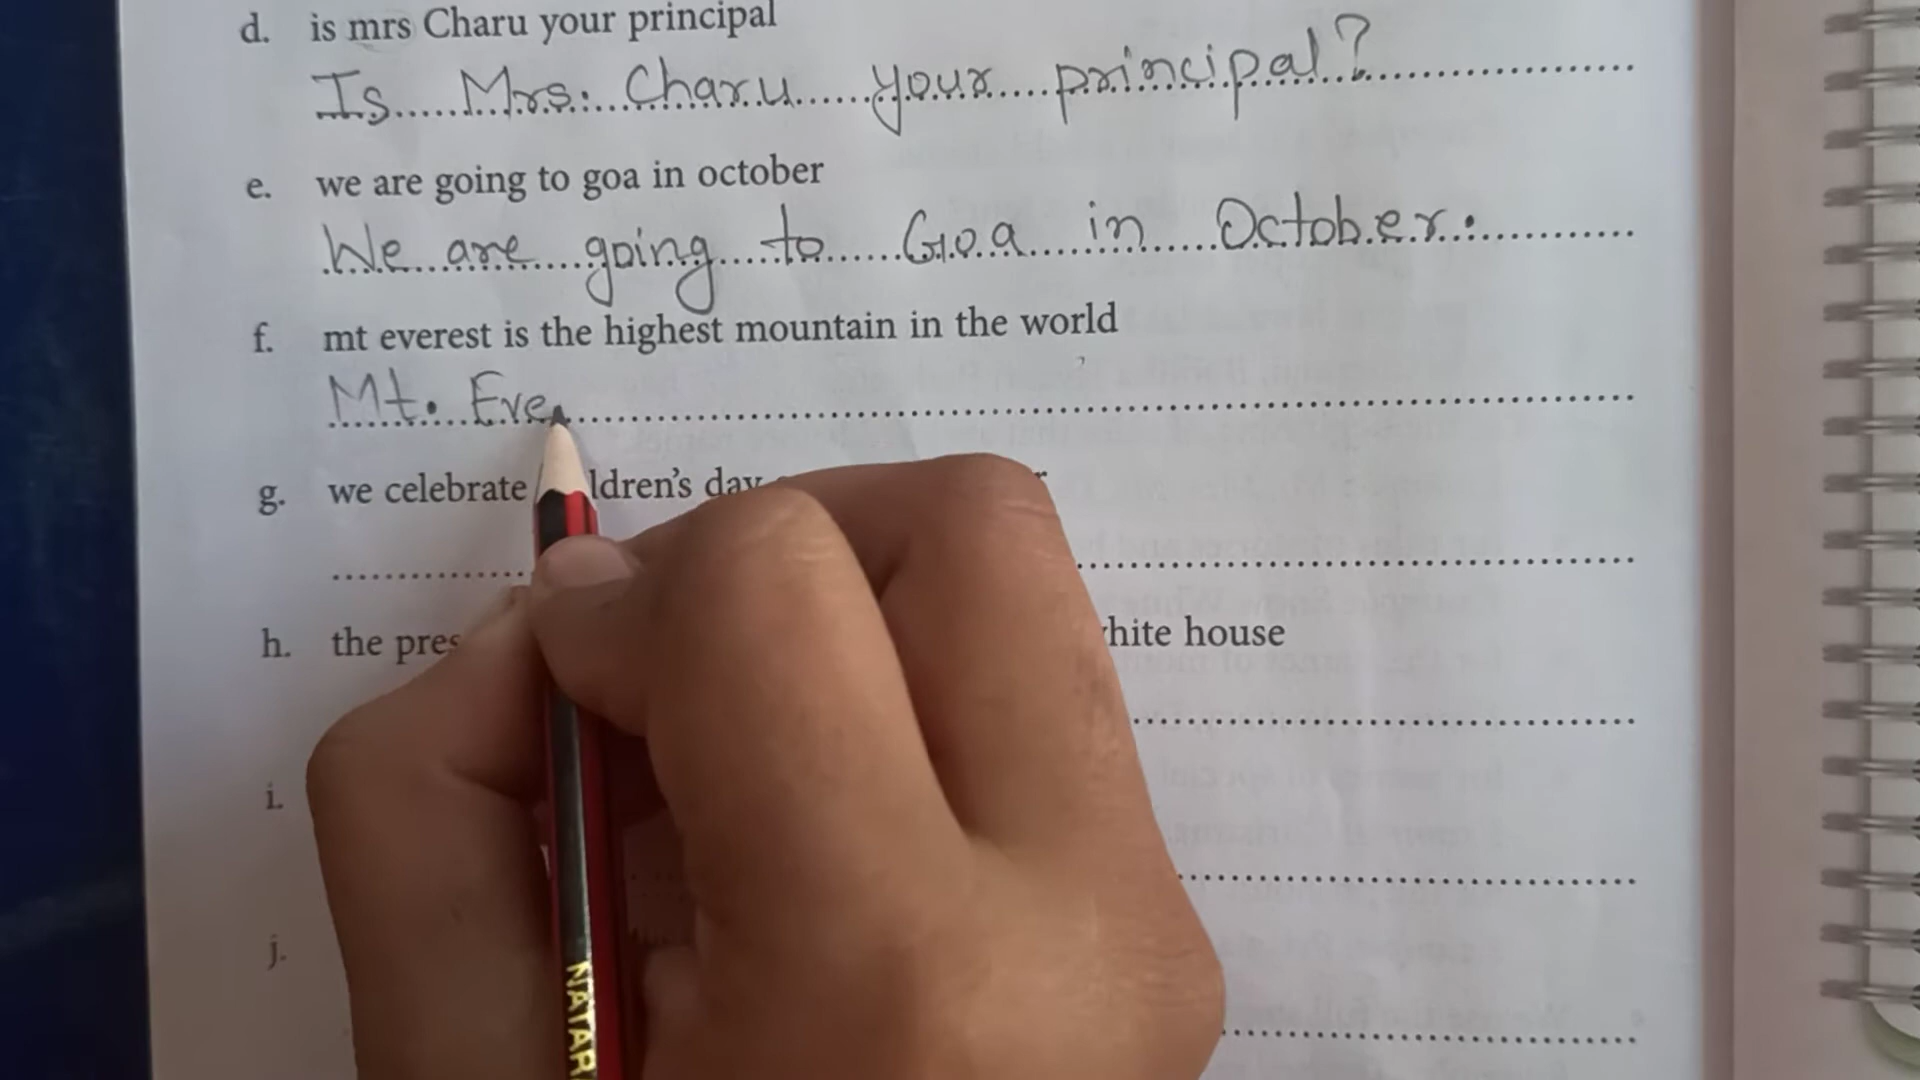 d. is mrs Charu your principal
Is Mrs. Charu your principal?
e. we are going to goa in october
We are going to Goa in October.
f. mt everest is the highest mountain in the world
Mt. Eve
g. we celebrate ldren's day
h. the pres hite house
i.
j.
NATAR